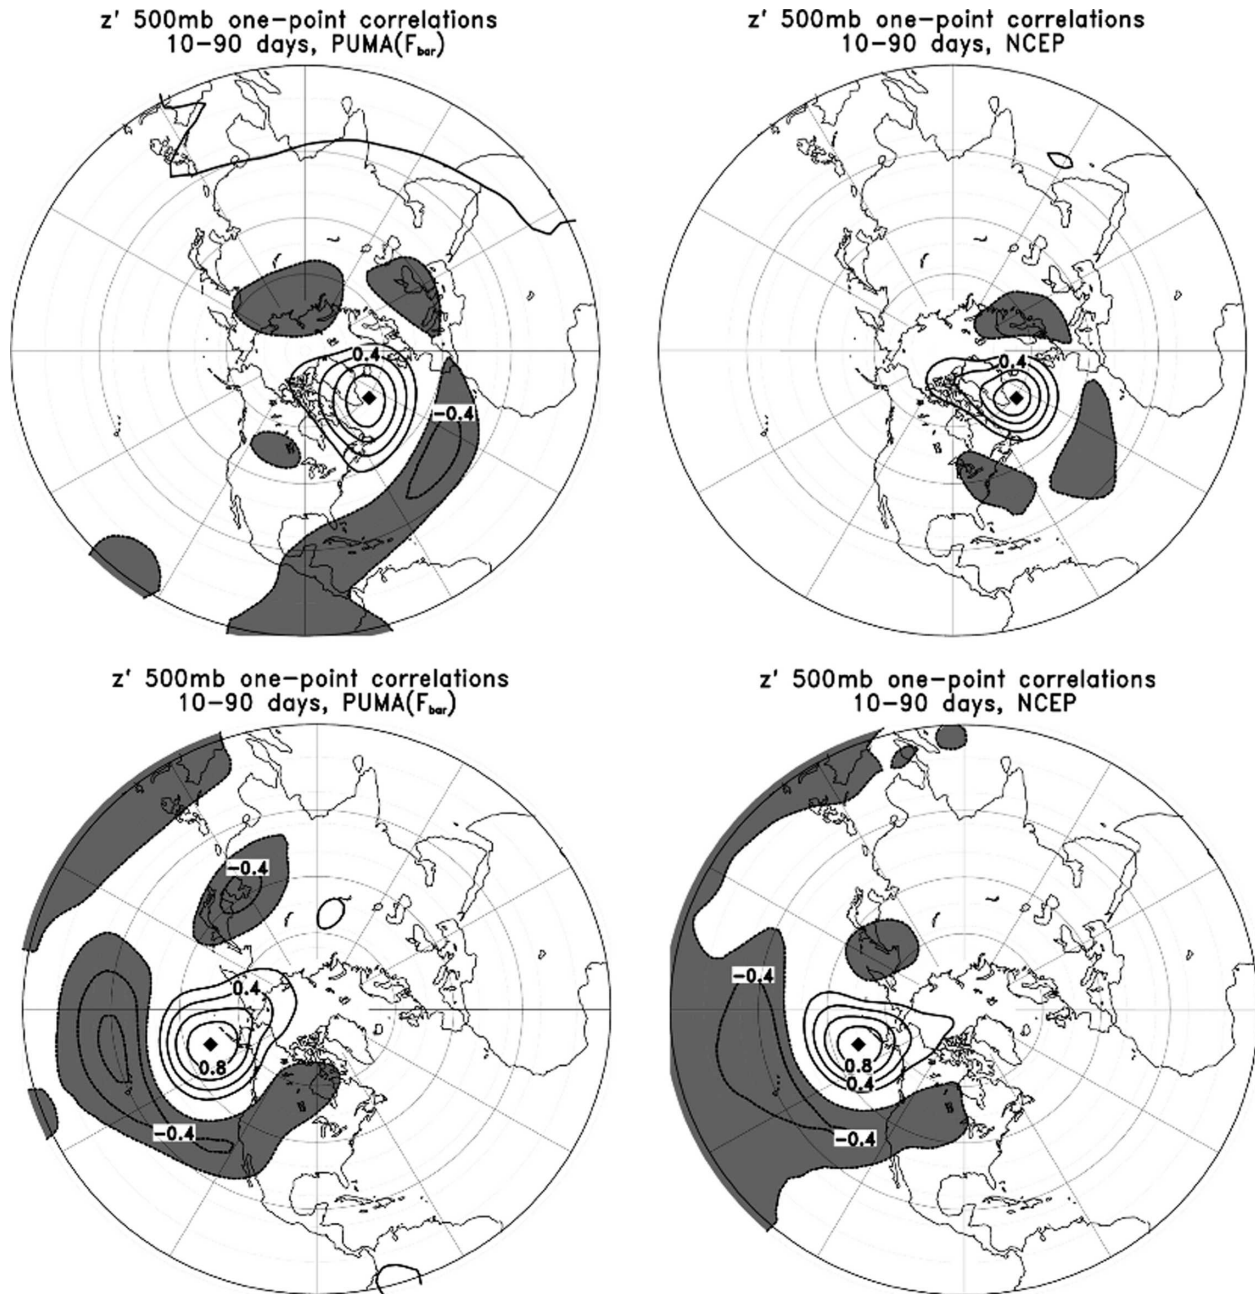 z' 500mb one-point correlations
10-90 days, PUMA(F_bar)
z' 500mb one-point correlations
10-90 days, NCEP
0.4
-0.4
0.4
z' 500mb one-point correlations
10-90 days, PUMA(F_bar)
z' 500mb one-point correlations
10-90 days, NCEP
-0.4
0.4
0.8
-0.4
-0.4
0.8
0.4
-0.4